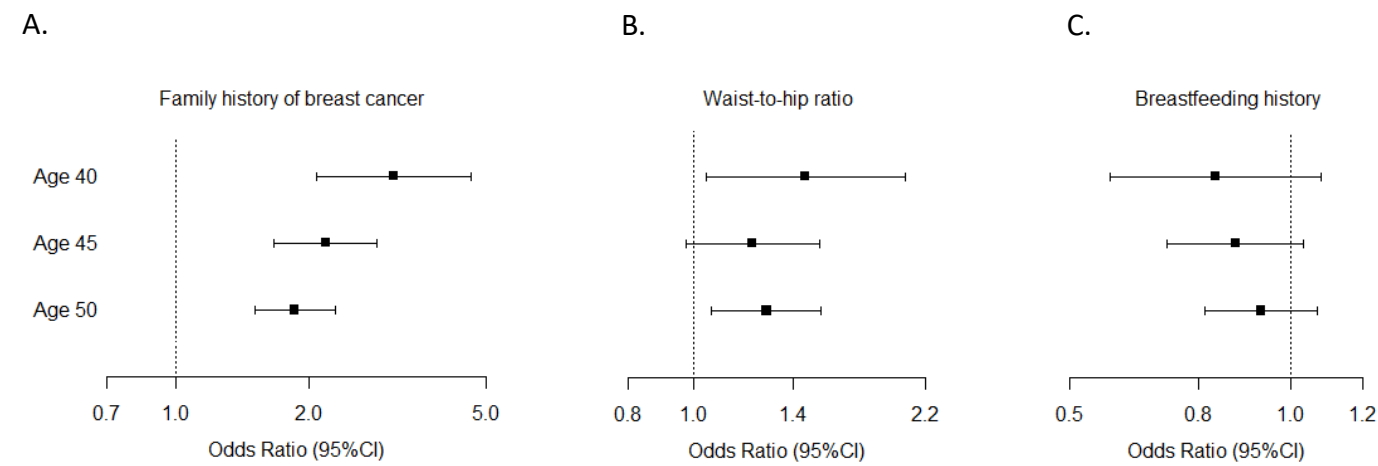 A.
B.
C.
Family history of breast cancer
Waist-to-hip ratio
Breastfeeding history
Age 40
Age 45
Age 50
0.7 1.0 2.0 5.0
0.8 1.0 1.4 2.2
0.5 0.8 1.0 1.2
Odds Ratio (95%CI)
Odds Ratio (95%CI)
Odds Ratio (95%CI)